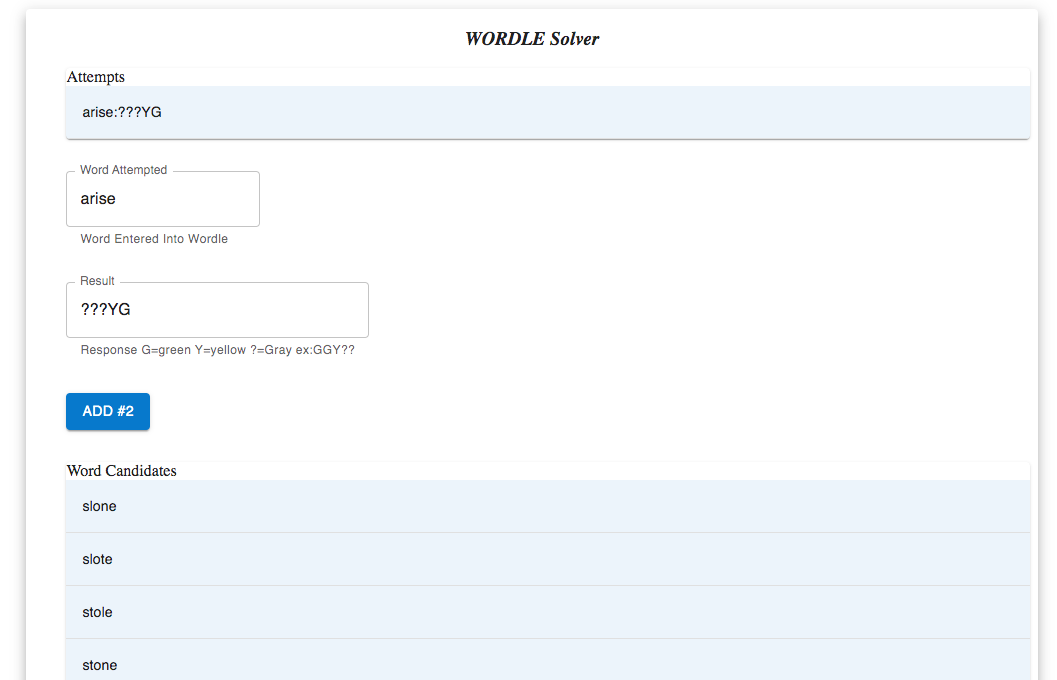 WORDLE Solver
Attempts
arise:???YG
Word Attempted
arise
Word Entered Into Wordle
Result
???YG
Response G=green Y=yellow ?=Gray ex:GGY??
ADD #2
Word Candidates
slone
slote
stole
stone